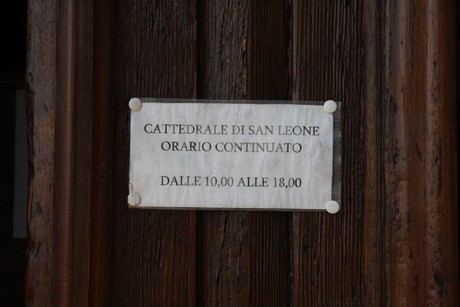 CATTEDRALE DI SAN LEONE
ORARIO CONTINUATO
DALLE 10,00 ALLE 18,00